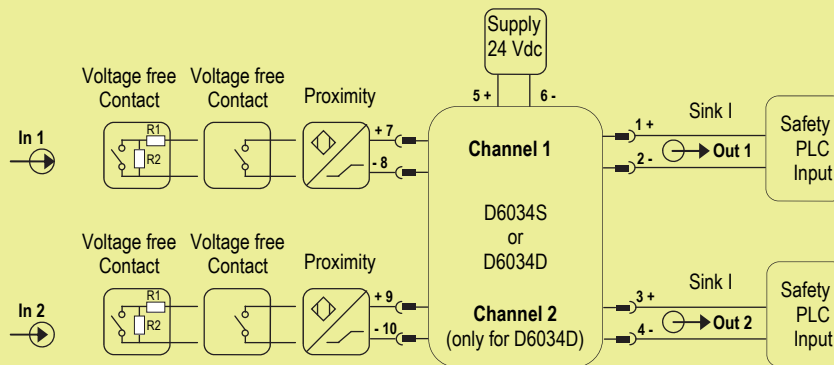 Supply
24 Vdc
5 +
6 -
Voltage free
Contact
Voltage free
Contact
Proximity
In 1
R1
R2
+ 7
- 8
Channel 1
1 +
2 -
Sink I
Out 1
Safety
PLC
Input
D6034S
or
D6034D
Voltage free
Contact
Voltage free
Contact
Proximity
In 2
R1
R2
+ 9
- 10
Channel 2
(only for D6034D)
3 +
4 -
Sink I
Out 2
Safety
PLC
Input